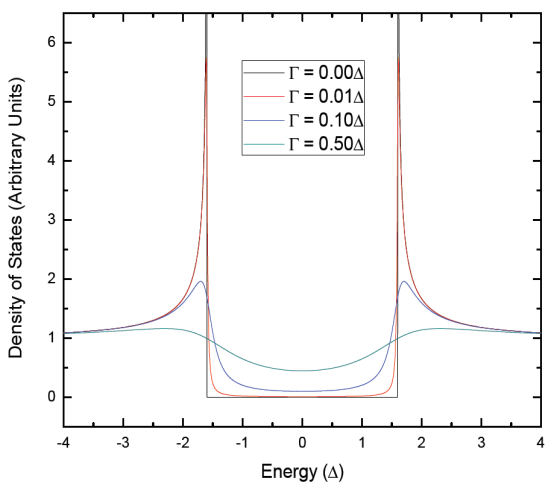 6
5
4
3
2
1
0
Density of States (Arbitrary Units)
Γ = 0.00Δ
Γ = 0.01Δ
Γ = 0.10Δ
Γ = 0.50Δ
-4 -3 -2 -1 0 1 2 3 4
Energy (Δ)